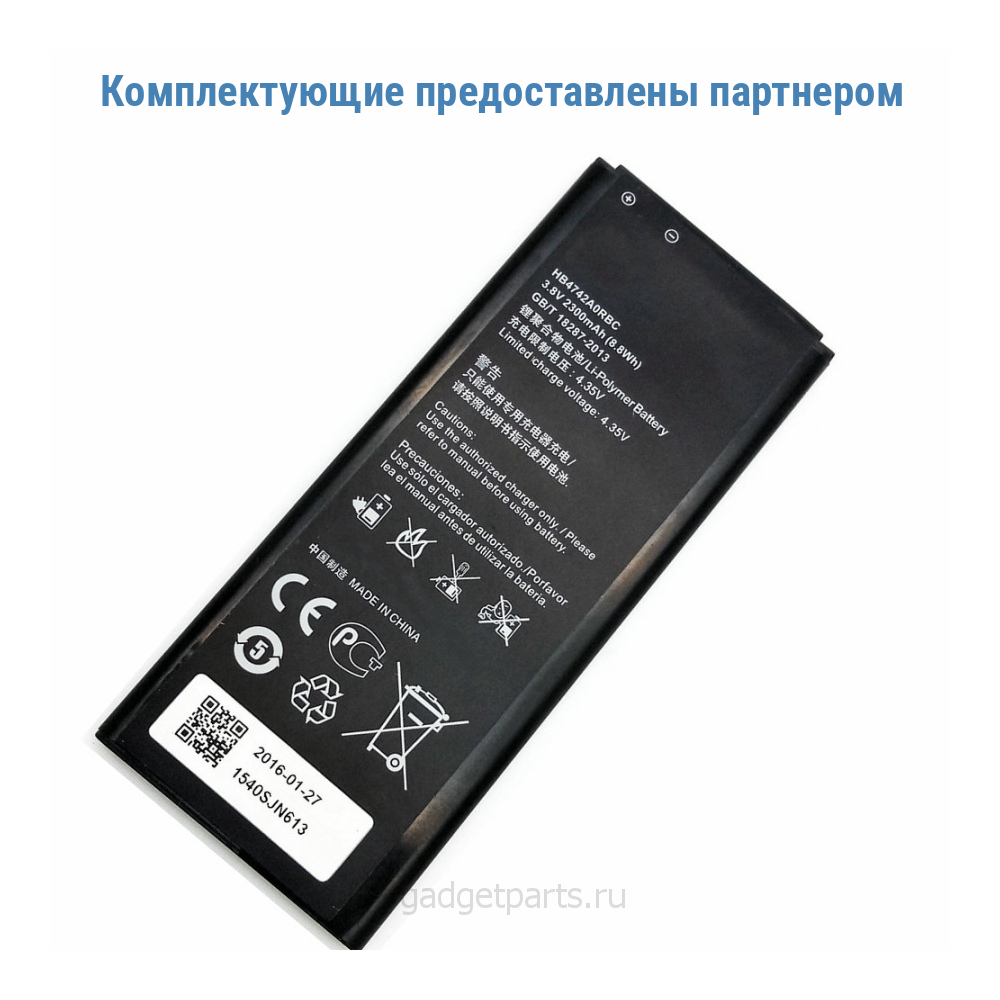 Комплектующие предоставлены партнером
HB4742A0RBC
3.8V 2300mAh (8.8Wh)
GB/T 18287-2013
锂聚合物电池/Li-Polymer Battery
充电限制电压：4.35V
Limited charge voltage: 4.35V
警告
只能使用专用充电器充电/
请按照说明书指示使用电池.
Cautions:
Use the authorized charger only. / Please
refer to manual before using battery.
Precauciones:
Use sólo el cargador autorizado./Porfavor
lea el manual antes de utilizar la bateria.
中国制造 MADE IN CHINA
CE
PCT
5
2016-01-27
1540SJN613
gadgetparts.ru